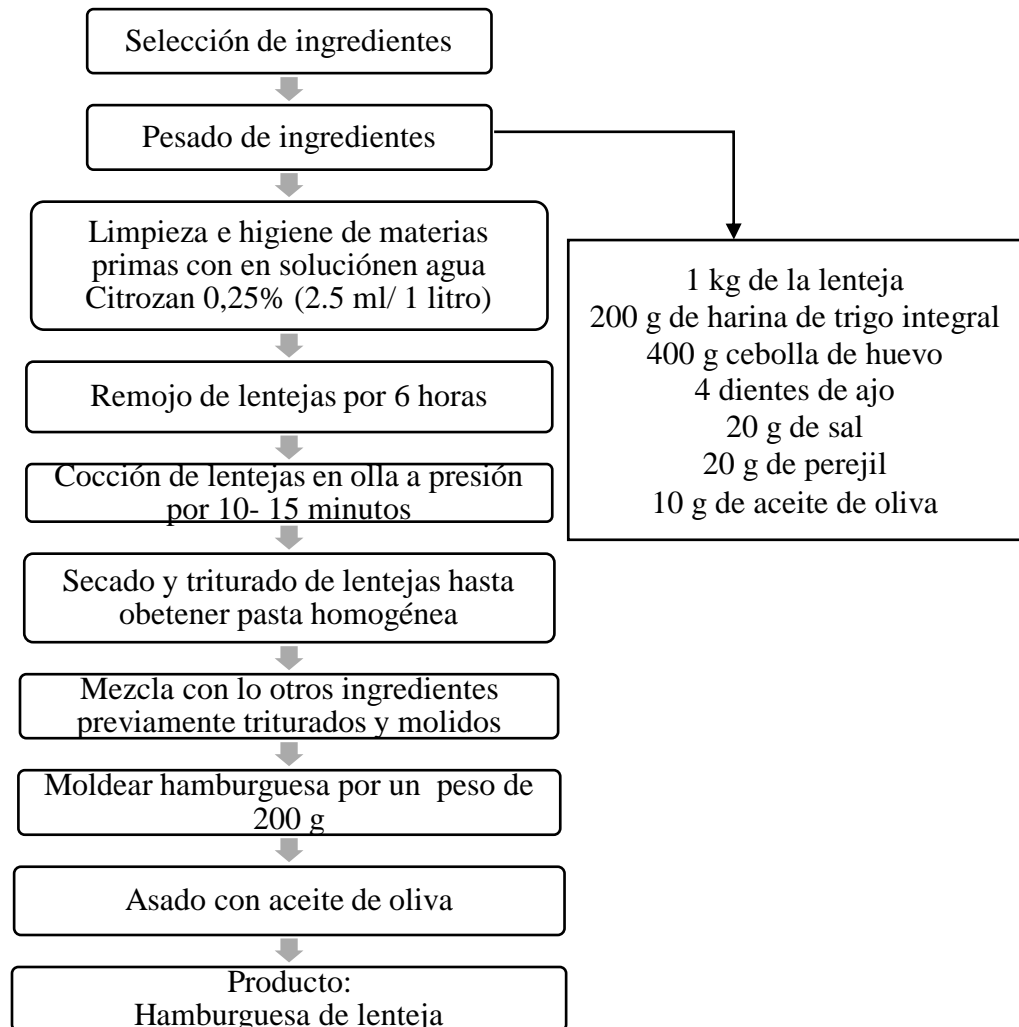 Selección de ingredientes
Pesado de ingredientes
Limpieza e higiene de materias
primas con en soluciónen agua
Citrozan 0,25% (2.5 ml/ 1 litro)
1 kg de la lenteja
200 g de harina de trigo integral
400 g cebolla de huevo
4 dientes de ajo
20 g de sal
20 g de perejil
10 g de aceite de oliva
Remojo de lentejas por 6 horas
Cocción de lentejas en olla a presión
por 10- 15 minutos
Secado y triturado de lentejas hasta
obetener pasta homogénea
Mezcla con lo otros ingredientes
previamente triturados y molidos
Moldear hamburguesa por un peso de
200 g
Asado con aceite de oliva
Producto:
Hamburguesa de lenteja